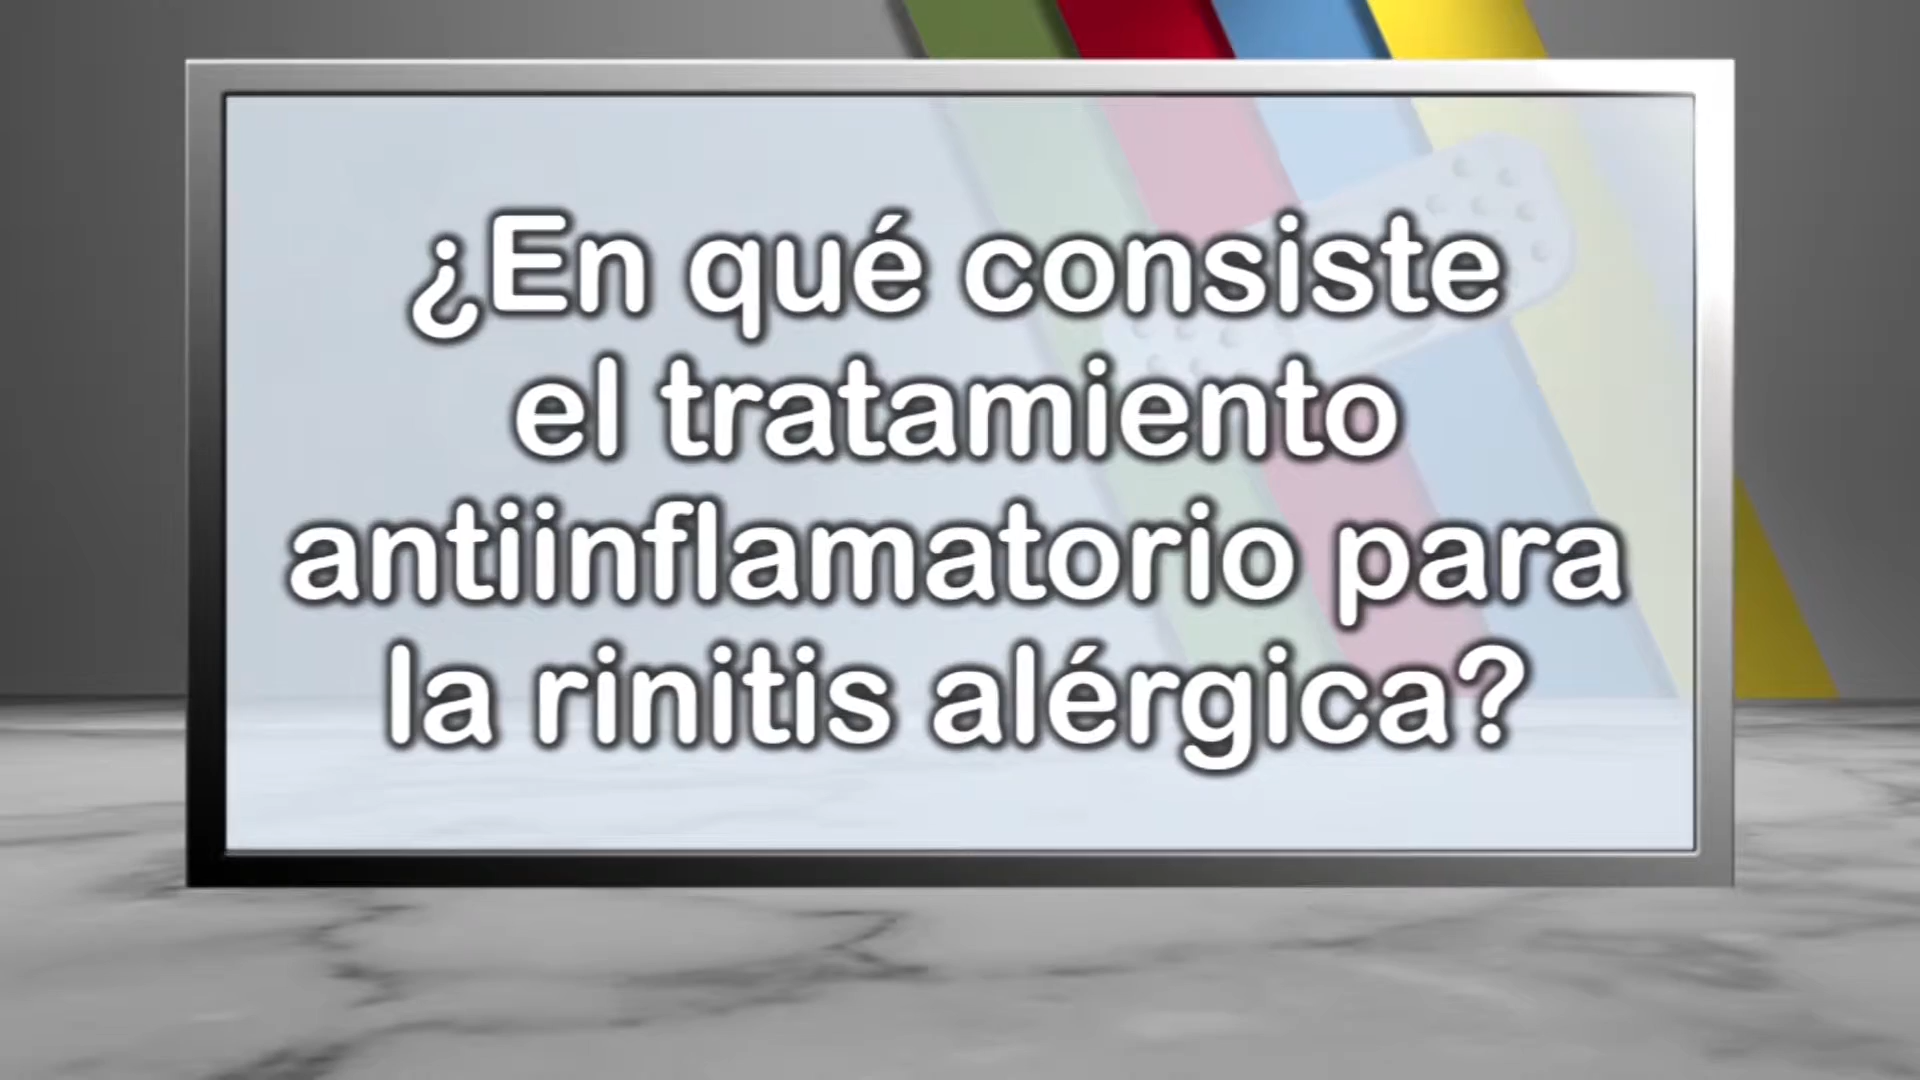 ¿En qué consiste
el tratamiento
antiinflamatorio para
la rinitis alérgica?